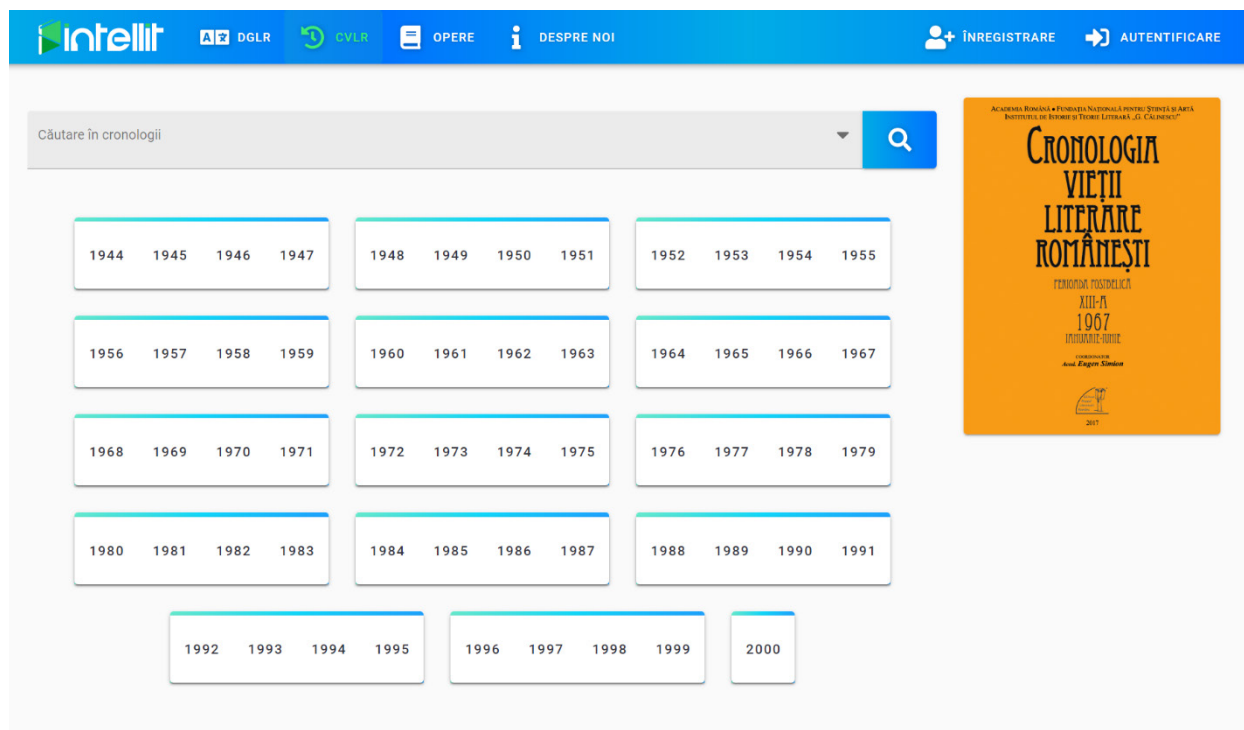 intellit DGLR CVLR OPERE DESPRE NOI ÎNREGISTRARE AUTENTIFICARE
Căutare în cronologii
1944 1945 1946 1947 1948 1949 1950 1951 1952 1953 1954 1955
1956 1957 1958 1959 1960 1961 1962 1963 1964 1965 1966 1967
1968 1969 1970 1971 1972 1973 1974 1975 1976 1977 1978 1979
1980 1981 1982 1983 1984 1985 1986 1987 1988 1989 1990 1991
1992 1993 1994 1995 1996 1997 1998 1999 2000
ACADEMIA ROMÂNĂ • FUNDAȚIA NAȚIONALĂ PENTRU ȘTIINȚĂ ȘI ARTĂ
INSTITUTUL DE ISTORIE ȘI TEORIE LITERARĂ „G. CĂLINESCU”
CRONOLOGIA
VIEȚII
LITERARE
ROMÂNEȘTI
PERIOADA POSTBELICĂ
XIII-A
1967
IANUARIE-IUNIE
COORDONATOR
Acad. Eugen Simion
2017